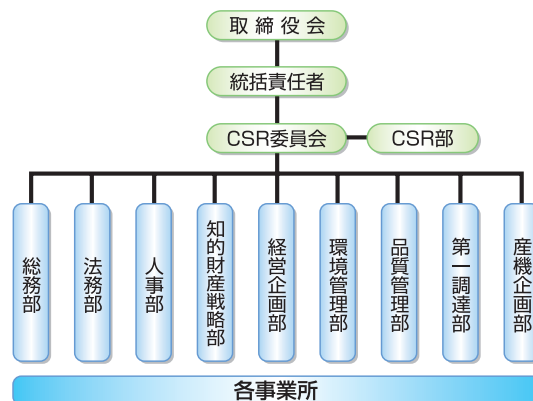 取締役会
統括責任者
CSR委員会
CSR部
総務部
法務部
人事部
知的財産戦略部
経営企画部
環境管理部
品質管理部
第一調達部
産機企画部
各事業所